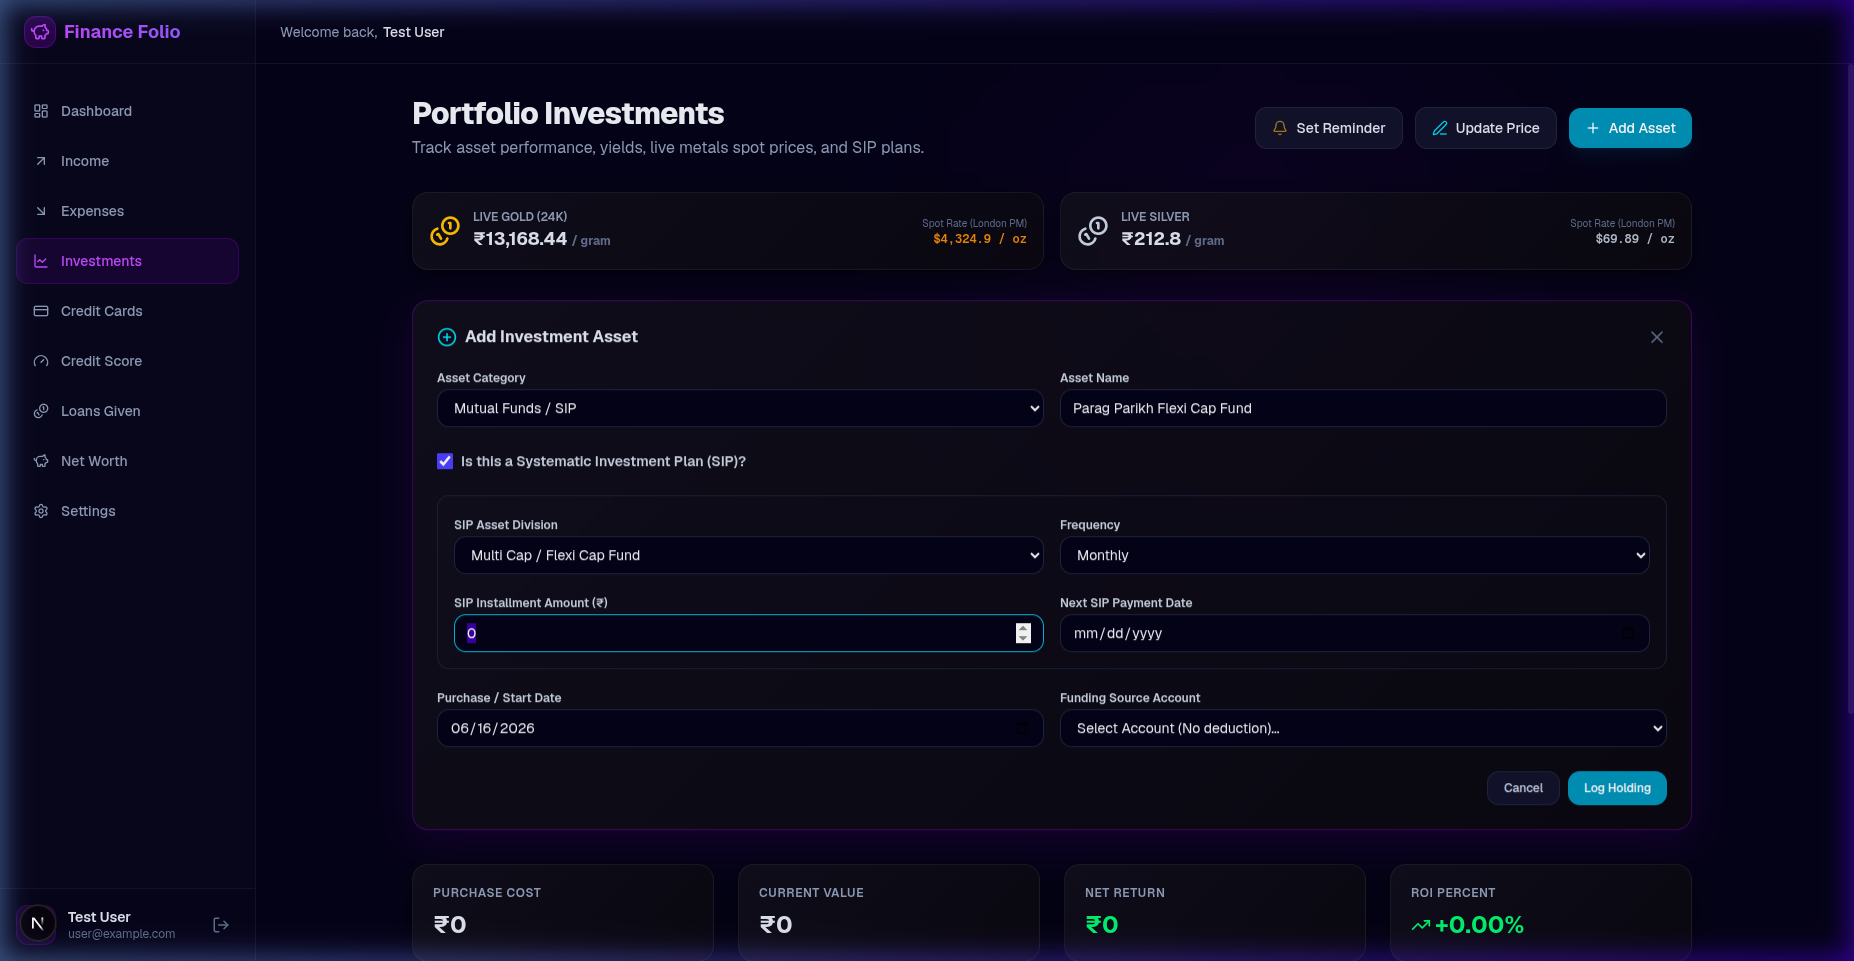 Finance Folio
Welcome back, Test User
Dashboard
Income
Expenses
Investments
Credit Cards
Credit Score
Loans Given
Net Worth
Settings
Test User
user@example.com
N
Portfolio Investments
Track asset performance, yields, live metals spot prices, and SIP plans.
Set Reminder
Update Price
Add Asset
LIVE GOLD (24K)
₹13,168.44 / gram
Spot Rate (London PM)
$4,324.9 / oz
LIVE SILVER
₹212.8 / gram
Spot Rate (London PM)
$69.89 / oz
Add Investment Asset
Asset Category
Mutual Funds / SIP
Asset Name
Parag Parikh Flexi Cap Fund
Is this a Systematic Investment Plan (SIP)?
SIP Asset Division
Multi Cap / Flexi Cap Fund
Frequency
Monthly
SIP Installment Amount (₹)
0
Next SIP Payment Date
mm/dd/yyyy
Purchase / Start Date
06/16/2026
Funding Source Account
Select Account (No deduction)...
Cancel
Log Holding
PURCHASE COST
₹0
CURRENT VALUE
₹0
NET RETURN
₹0
ROI PERCENT
+0.00%